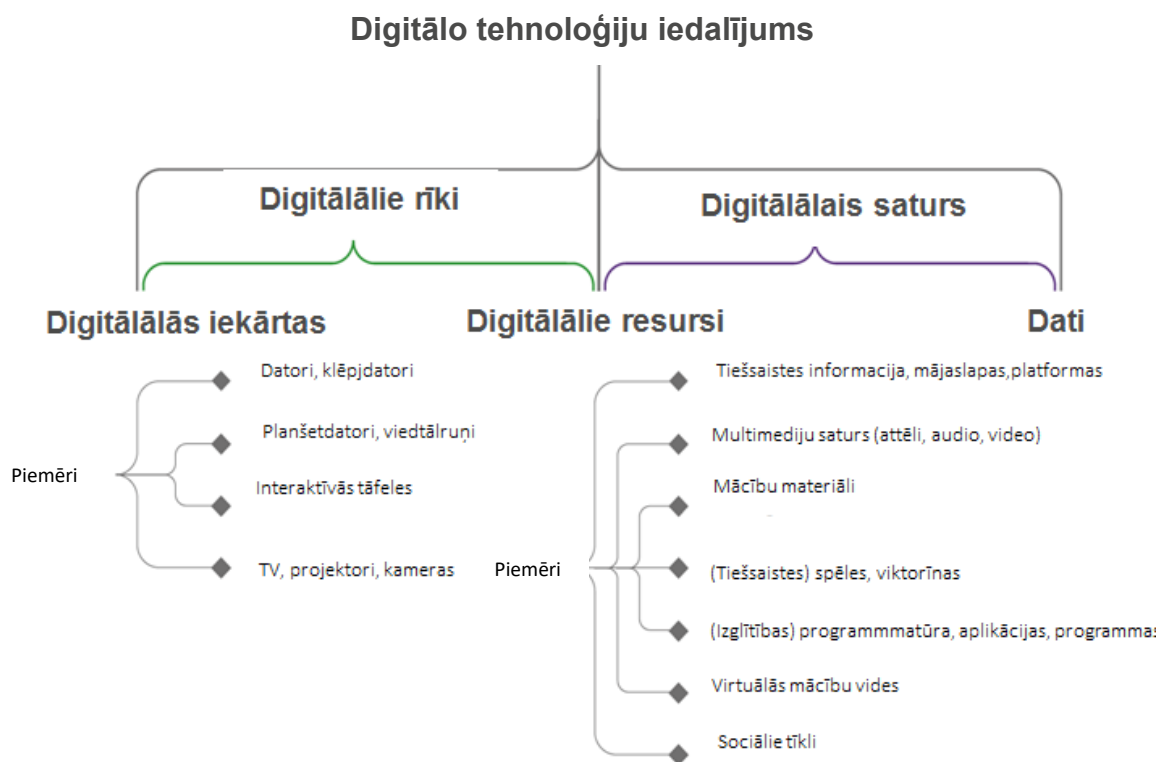 Digitālo tehnoloģiju iedalījums
Digitālālie rīki
Digitālālais saturs
Digitālālās iekārtas
Digitālālie resursi
Dati
Piemēri
Datori, klēpjdatori
Planšetdatori, viedtālruņi
Interaktīvās tāfeles
TV, projektori, kameras
Piemēri
Tiešsaistes informacija, mājaslapas,platformas
Multimediju saturs (attēli, audio, video)
Mācību materiāli
(Tiešsaistes) spēles, viktorīnas
(Izglītības) programmmatūra, aplikācijas, programmas
Virtuālās mācību vides
Sociālie tīkli